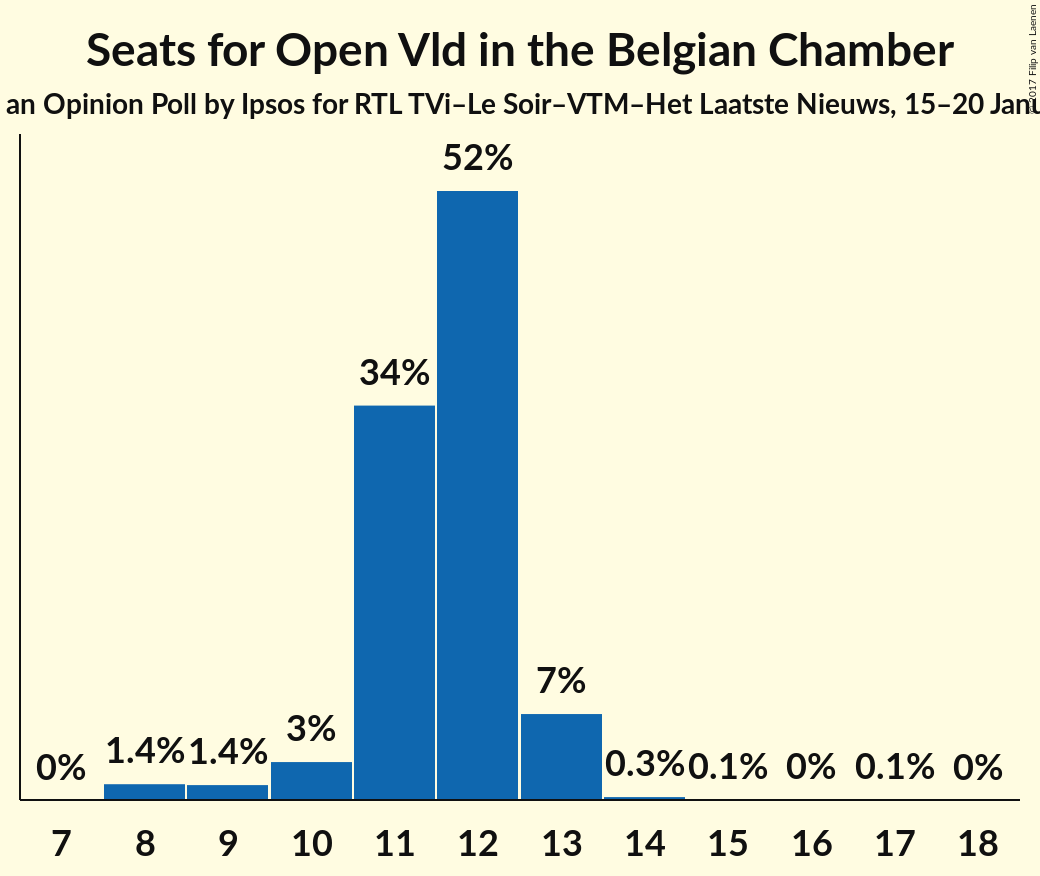 Seats for Open Vld in the Belgian Chamber
an Opinion Poll by Ipsos for RTL TVi–Le Soir–VTM–Het Laatste Nieuws, 15–20 Janu
© 2017 Filip van Laenen
52%
34%
7%
3%
0% 1.4% 1.4% 0.3% 0.1% 0% 0.1% 0%
7 8 9 10 11 12 13 14 15 16 17 18